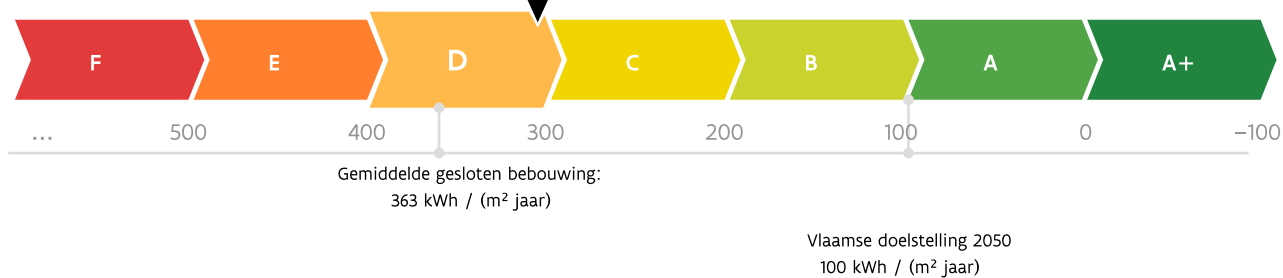 F E D C B A A+
... 500 400 300 200 100 0 −100
Gemiddelde gesloten bebouwing:
363 kWh / (m² jaar)
Vlaamse doelstelling 2050
100 kWh / (m² jaar)